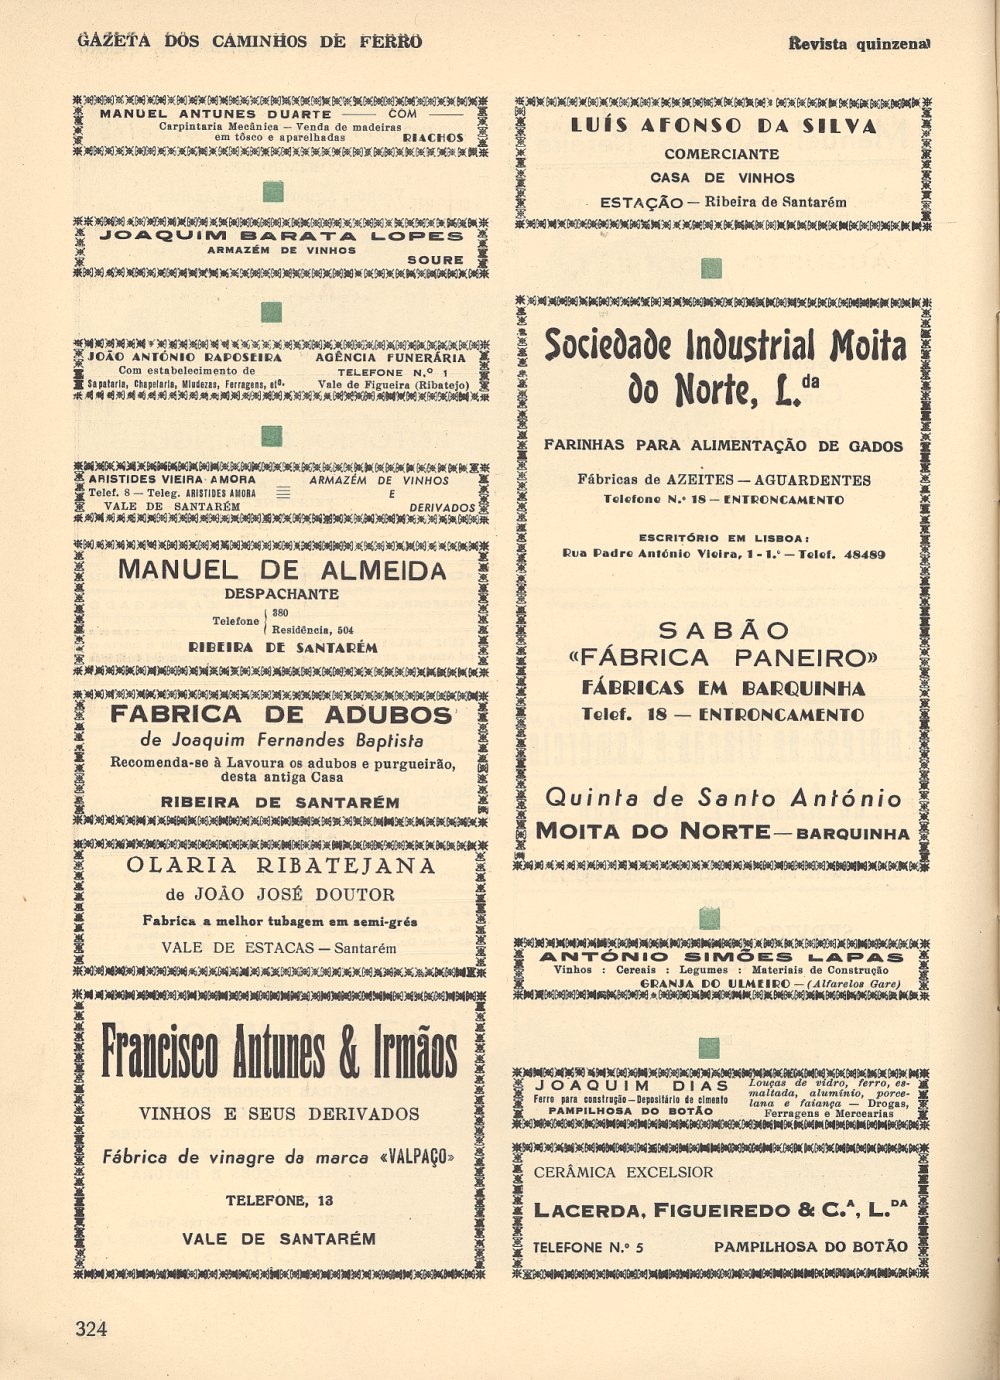 GAZETA DOS CAMINHOS DE FERRO
Revista quinzenal
MANUEL ANTUNES DUARTE — COM —
Carpintaria Mecânica — Venda de madeiras
em tôsco e aparelhadas RIACHOS
JOAQUIM BARATA LOPES
ARMAZÉM DE VINHOS
SOURE
JOÃO ANTÓNIO RAPOSEIRA AGÊNCIA FUNERÁRIA
Com estabelecimento de TELEFONE N.º 1
Sapataria, Chapelaria, Miudezas, Ferragens, etc. Vale de Figueira (Ribatejo)
ARISTIDES VIEIRA AMORA ARMAZÉM DE VINHOS
Telef. 8 — Teleg. ARISTIDES AMORA E
VALE DE SANTARÉM DERIVADOS
MANUEL DE ALMEIDA
DESPACHANTE
Telefone { 380
Residência, 504
RIBEIRA DE SANTARÉM
FABRICA DE ADUBOS
de Joaquim Fernandes Baptista
Recomenda-se à Lavoura os adubos e purgueirão,
desta antiga Casa
RIBEIRA DE SANTARÉM
OLARIA RIBATEJANA
de JOÃO JOSÉ DOUTOR
Fabrica a melhor tubagem em semi-grés
VALE DE ESTACAS — Santarém
Francisco Antunes & Irmãos
VINHOS E SEUS DERIVADOS
Fábrica de vinagre da marca «VALPAÇO»
TELEFONE, 13
VALE DE SANTARÉM
LUÍS AFONSO DA SILVA
COMERCIANTE
CASA DE VINHOS
ESTAÇÃO — Ribeira de Santarém
Sociedade Industrial Moita
do Norte, L.da
FARINHAS PARA ALIMENTAÇÃO DE GADOS
Fábricas de AZEITES — AGUARDENTES
Telefone N.º 18 — ENTRONCAMENTO
ESCRITÓRIO EM LISBOA:
Rua Padre António Vieira, 1 - 1.º — Telef. 48489
SABÃO
«FÁBRICA PANEIRO»
FÁBRICAS EM BARQUINHA
Telef. 18 — ENTRONCAMENTO
Quinta de Santo António
MOITA DO NORTE — BARQUINHA
ANTÓNIO SIMÕES LAPAS
Vinhos : Cereais : Legumes : Materiais de Construção
GRANJA DO ULMEIRO — (Alfarelos Gare)
JOAQUIM DIAS
Ferro para construção — Depositário de cimento
PAMPILHOSA DO BOTÃO
Louças de vidro, ferro, es-
maltada, alumínio, porce-
lana e faiança — Drogas,
Ferragens e Mercearias
CERÂMICA EXCELSIOR
LACERDA, FIGUEIREDO & C.A, L.DA
TELEFONE N.º 5 PAMPILHOSA DO BOTÃO
324